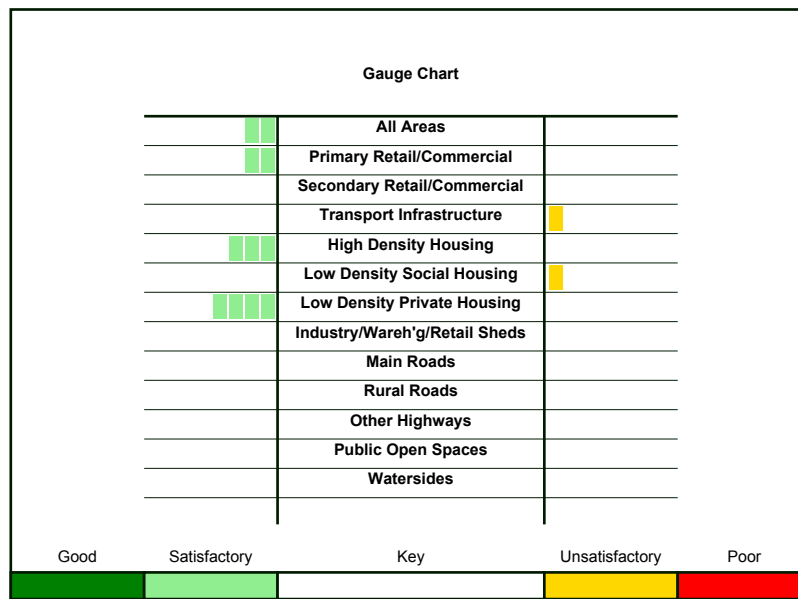 Gauge Chart
All Areas
Primary Retail/Commercial
Secondary Retail/Commercial
Transport Infrastructure
High Density Housing
Low Density Social Housing
Low Density Private Housing
Industry/Wareh'g/Retail Sheds
Main Roads
Rural Roads
Other Highways
Public Open Spaces
Watersides
Good Satisfactory Key Unsatisfactory Poor